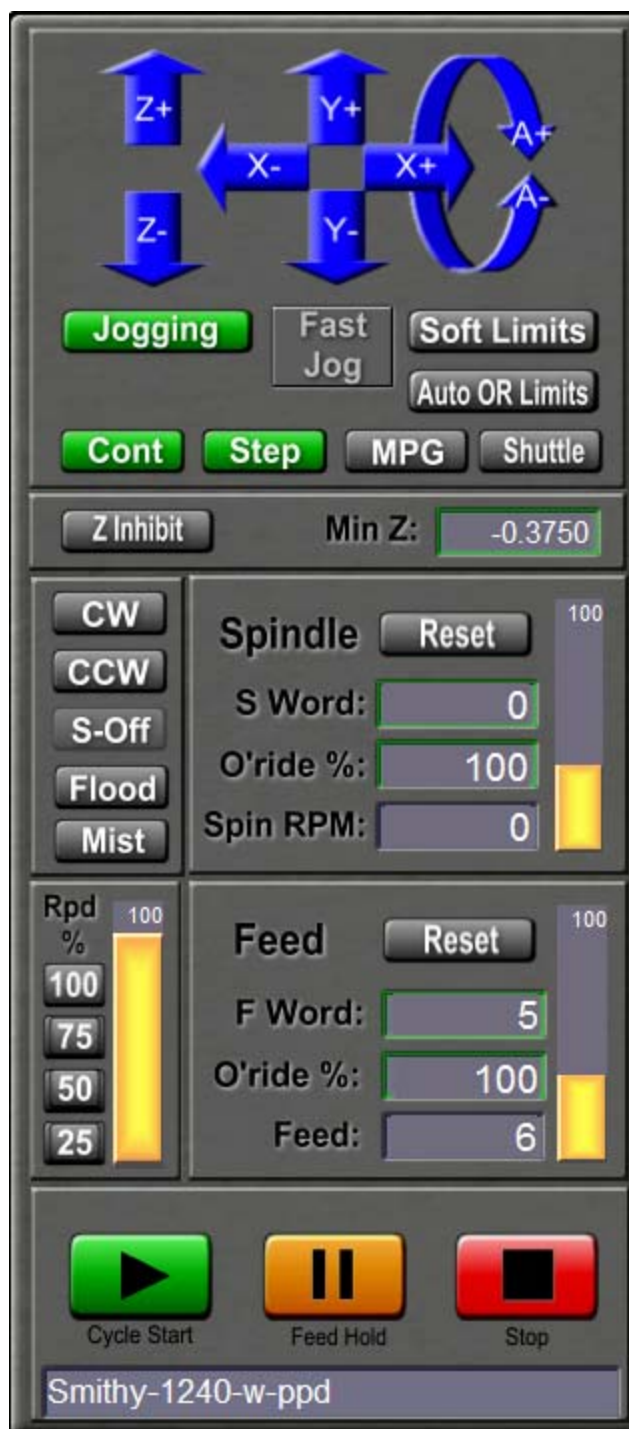 Z+ Y+ A+
X- X+
Z- Y- A-
Jogging Fast Jog Soft Limits
Auto OR Limits
Cont Step MPG Shuttle
Z Inhibit Min Z: -0.3750
CW
CCW
S-Off
Flood
Mist
Spindle Reset 100
S Word: 0
O'ride %: 100
Spin RPM: 0
Rpd % 100
100
75
50
25
Feed Reset 100
F Word: 5
O'ride %: 100
Feed: 6
Cycle Start Feed Hold Stop
Smithy-1240-w-ppd